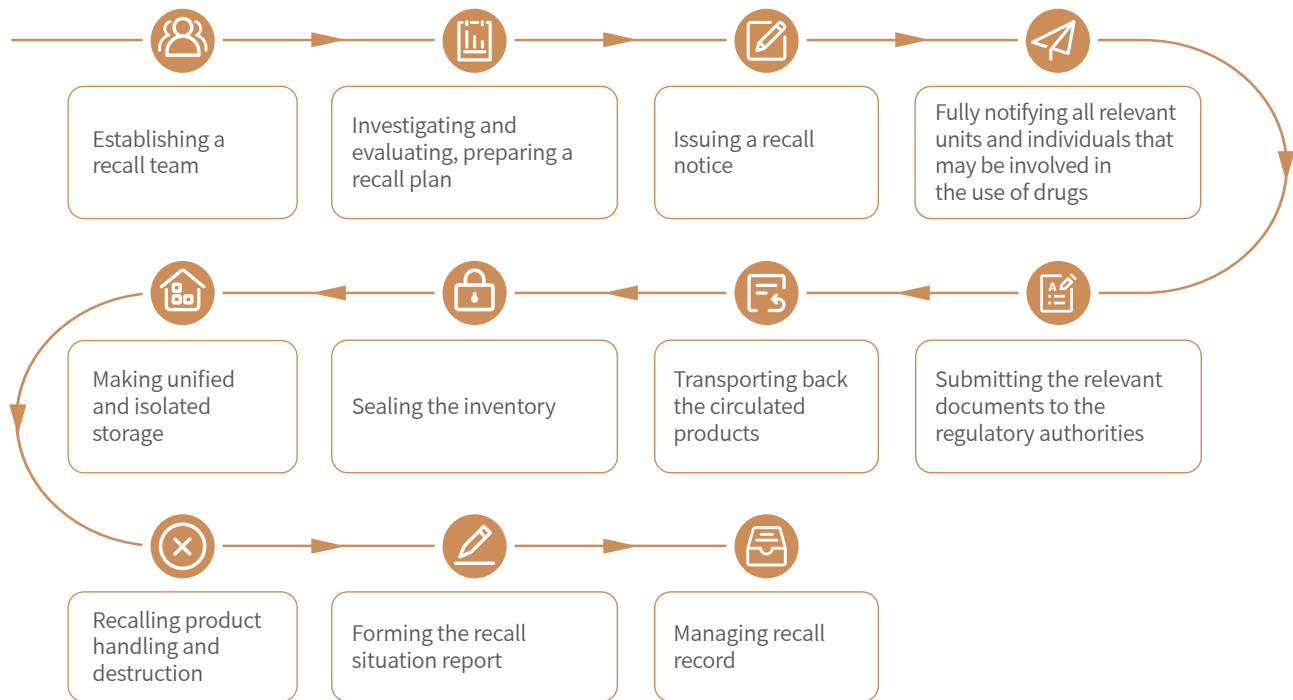 Establishing a
recall team
Investigating and
evaluating, preparing a
recall plan
Issuing a recall
notice
Fully notifying all relevant
units and individuals that
may be involved in
the use of drugs
Submitting the relevant
documents to the
regulatory authorities
Transporting back
the circulated
products
Sealing the inventory
Making unified
and isolated
storage
Recalling product
handling and
destruction
Forming the recall
situation report
Managing recall
record